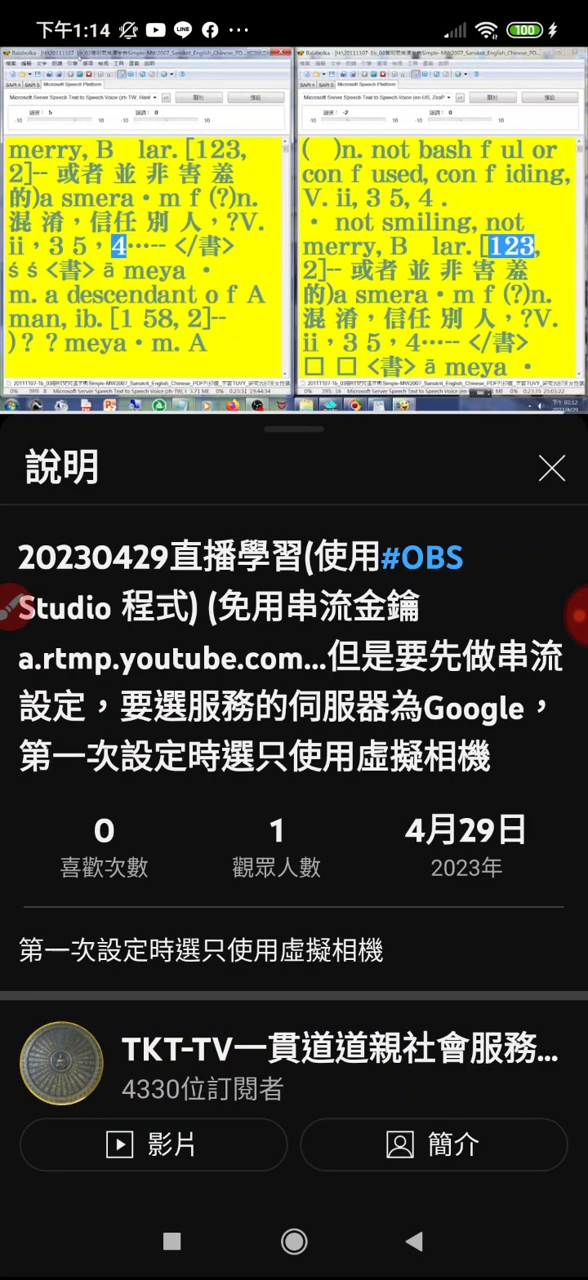 下午1:14
100
merry, B lar. [123,
2]-- 或者 並 非 害 羞
的)a smera・m f (?)n.
混 淆，信任 別 人，?V.
ii，3 5，4…-- </書>
ś ś <書> ā meya ・
m. a descendant o f A
man, ib. [1 58, 2]--
)？？meya・m. A
( )n. not bash f ul or
con f used, con f iding,
V. ii, 3 5, 4 .
・ not smiling, not
merry, B lar. [123,
2]-- 或者 並 非 害 羞
的)a smera・m f (?)n.
混 淆，信任 別 人，?V.
ii，3 5，4…-- </書>
□ □ <書> ā meya ・
說明
20230429直播學習(使用#OBS
Studio 程式) (免用串流金鑰
a.rtmp.youtube.com...但是要先做串流
設定，要選服務的伺服器為Google，
第一次設定時選只使用虛擬相機
0 1 4月29日
喜歡次數 觀眾人數 2023年
第一次設定時選只使用虛擬相機
TKT-TV一貫道道親社會服務...
4330位訂閱者
影片 簡介